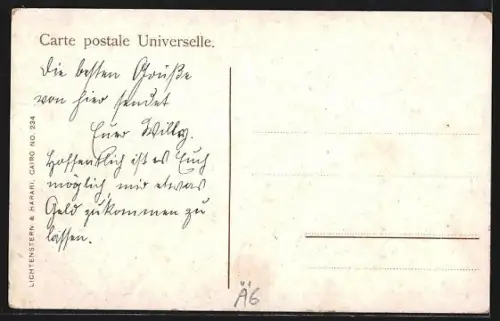 Carte postale Universelle.
Die besten Grüße
von hier sendet
Euer Willy.
Hoffentlich ist es Euch
möglich, mir etwas
Geld zukommen zu
lassen.
LICHTENSTERN & HARARI, CAIRO NO. 234
Ä6